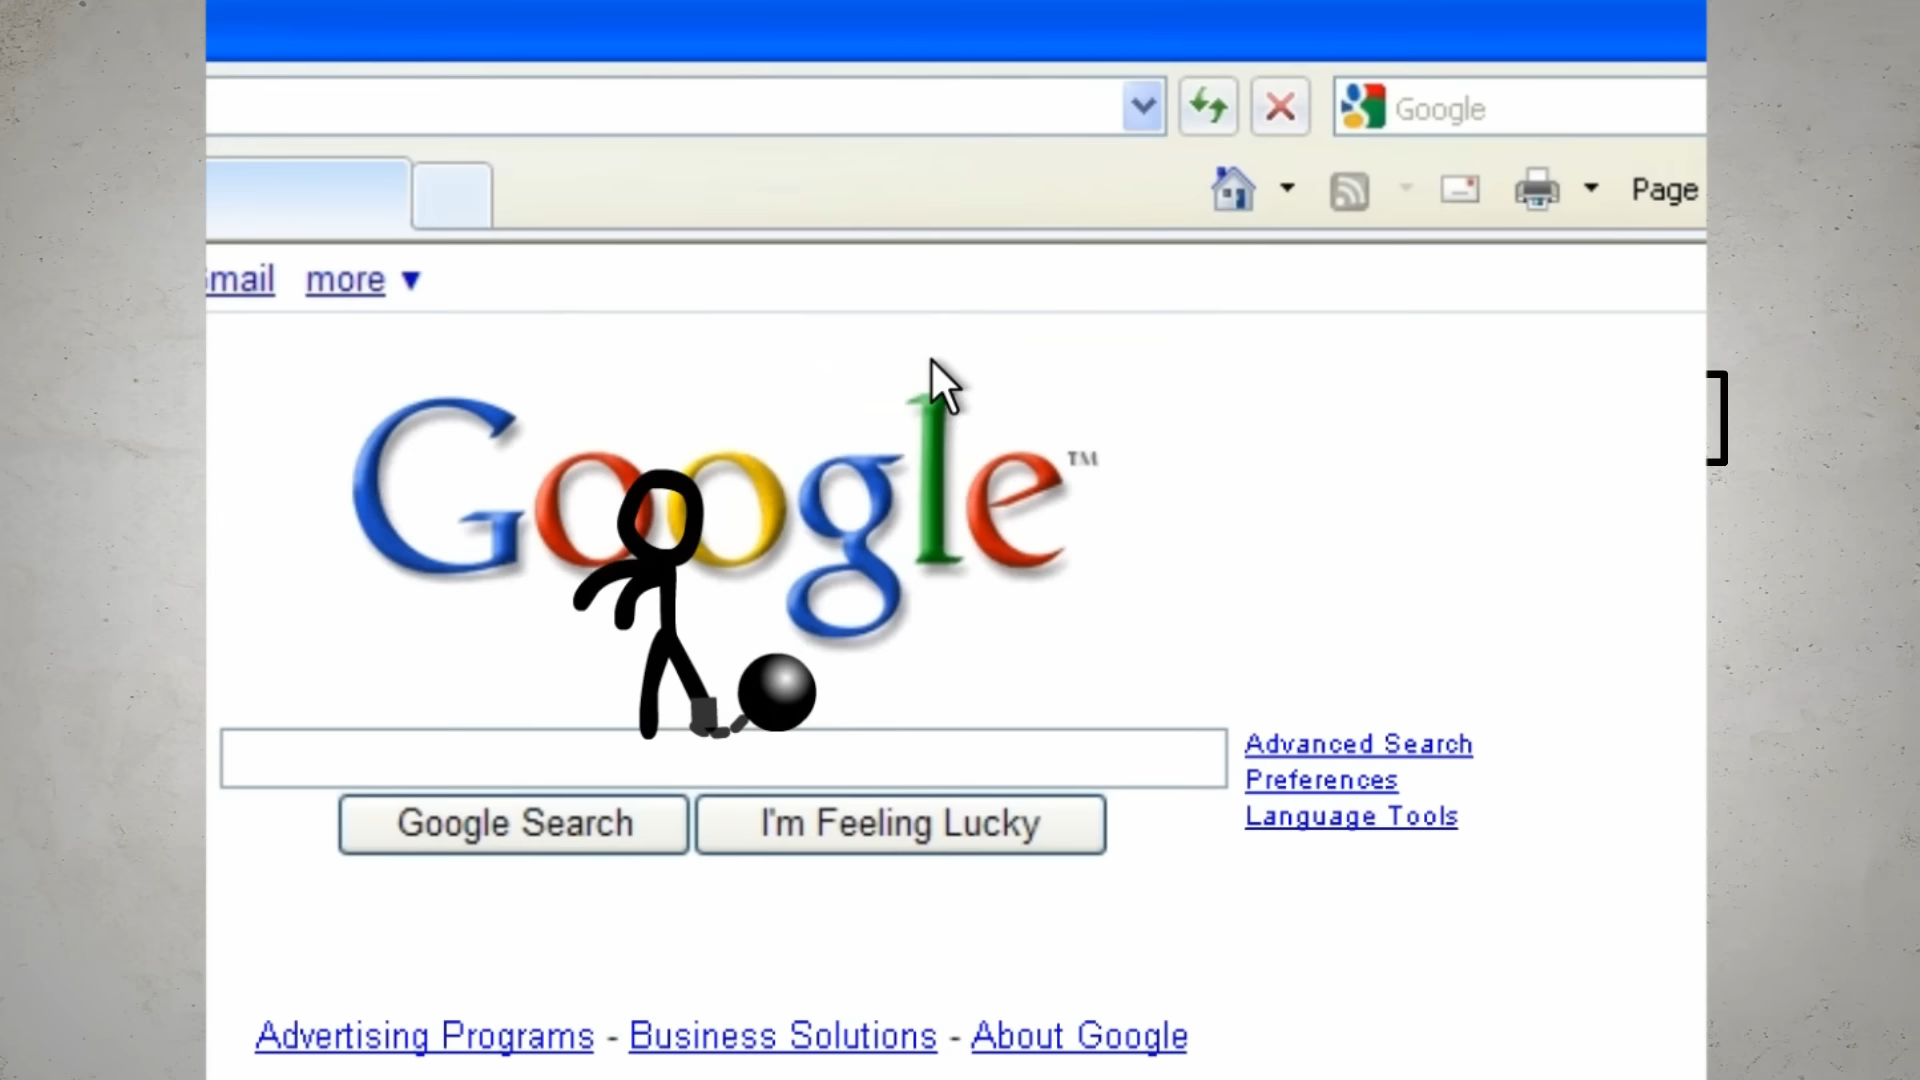 Google
Page
Gmail more ▼
Google™
Advanced Search
Preferences
Language Tools
Google Search I'm Feeling Lucky
Advertising Programs - Business Solutions - About Google